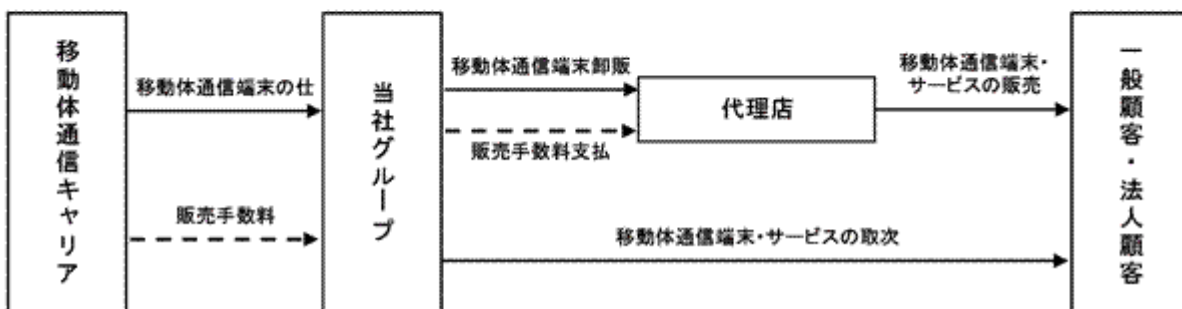 移動体通信キャリア
移動体通信端末の仕
販売手数料
当社グループ
移動体通信端末卸販
販売手数料支払
代理店
移動体通信端末・
サービスの販売
移動体通信端末・サービスの取次
一般顧客・法人顧客